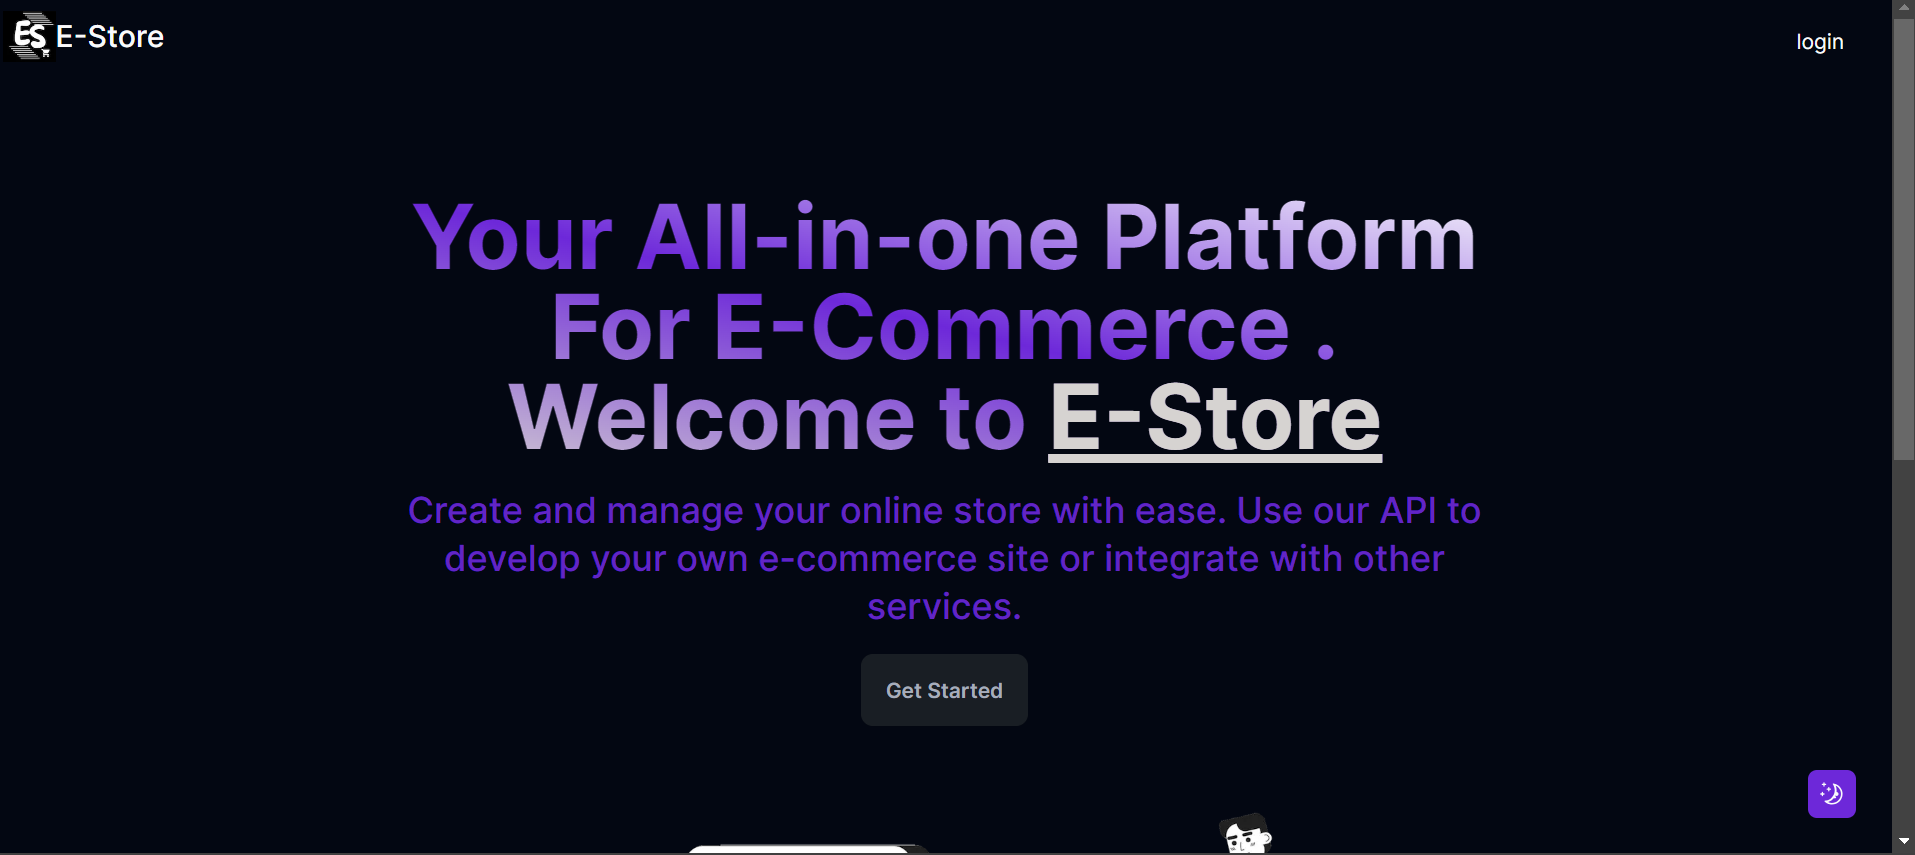 ES E-Store
login
Your All-in-one Platform
For E-Commerce .
Welcome to E-Store
Create and manage your online store with ease. Use our API to
develop your own e-commerce site or integrate with other
services.
Get Started